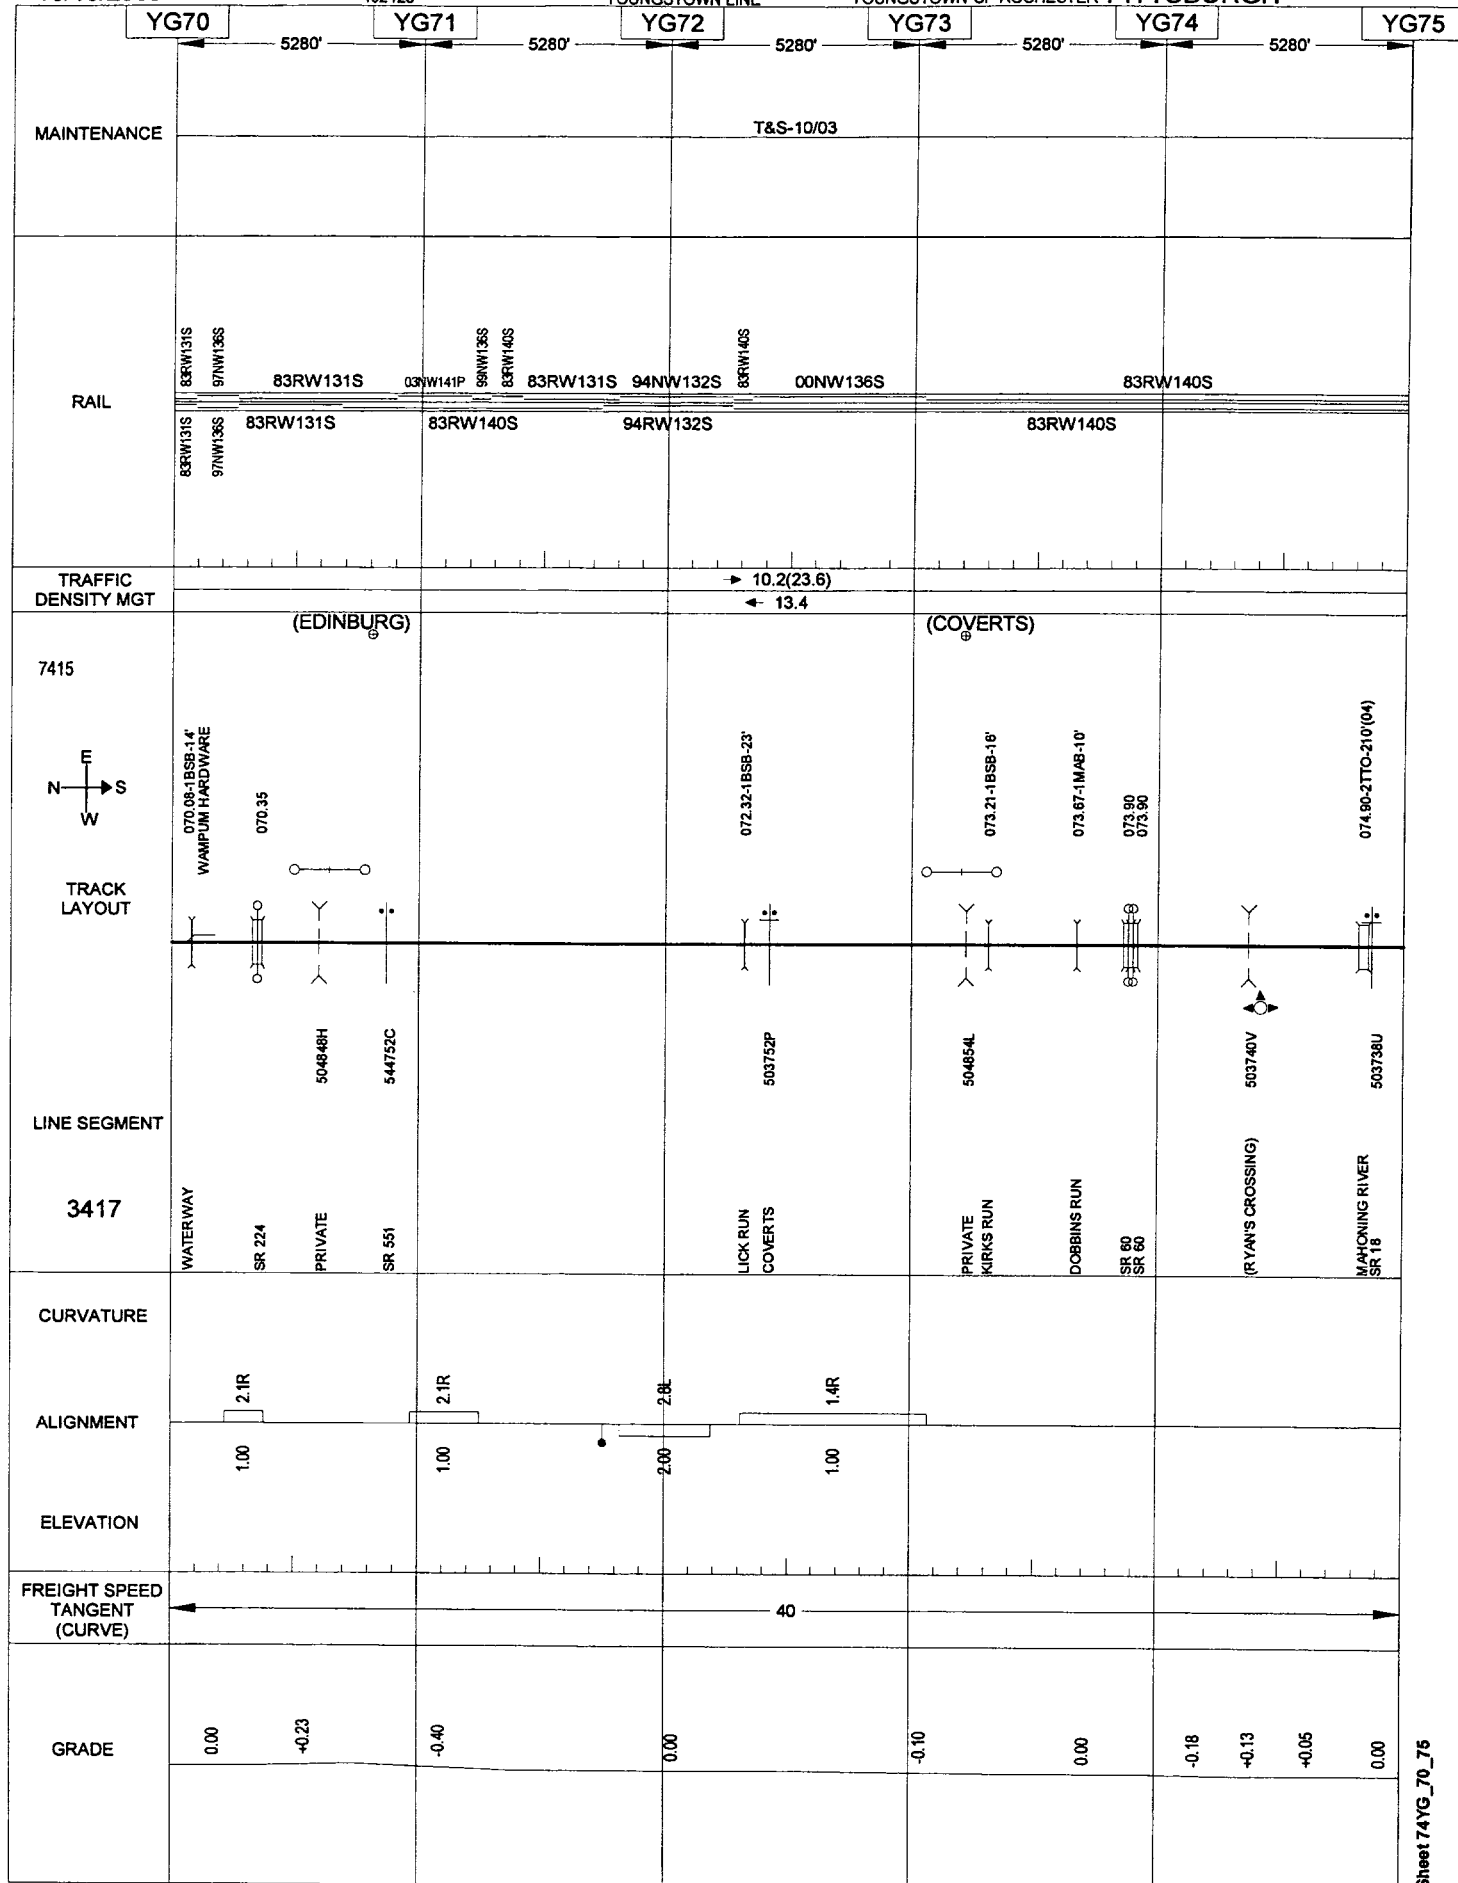 YOUNGSTOWN LINE
PITTSBURGH
YG70 YG71 YG72 YG73 YG74 YG75
5280' 5280' 5280' 5280' 5280'
MAINTENANCE
T&S-10/03
RAIL
83RW131S 97NW136S 83RW131S 03NW141P 99NW136S 83RW140S 83RW131S 94NW132S 83RW140S 00NW136S 83RW140S
83RW131S 97NW136S 83RW131S 83RW140S 94RW132S 83RW140S
TRAFFIC
DENSITY MGT
10.2(23.6)
13.4
(EDINBURG) (COVERTS)
7415
E
N S
W
070.08-1BSB-14'
WAMPUM HARDWARE
070.35
072.32-1BSB-23'
073.21-1BSB-16'
073.67-1MAB-10'
073.90
073.90
074.90-2TTO-210'(04)
TRACK
LAYOUT
504848H 544752C 503752P 504854L 503740V 503738U
LINE SEGMENT
3417
WATERWAY
SR 224
PRIVATE
SR 551
LICK RUN
COVERTS
PRIVATE
KIRKS RUN
DOBBINS RUN
SR 60
SR 60
(RYAN'S CROSSING)
MAHONING RIVER
SR 18
CURVATURE
2.1R 2.1R 2.8L 1.4R
ALIGNMENT
1.00 1.00 2.00 1.00
ELEVATION
FREIGHT SPEED
TANGENT
(CURVE)
40
GRADE
0.00 +0.23 -0.40 0.00 -0.10 0.00 -0.18 +0.13 +0.05 0.00
Sheet 74YG_70_75